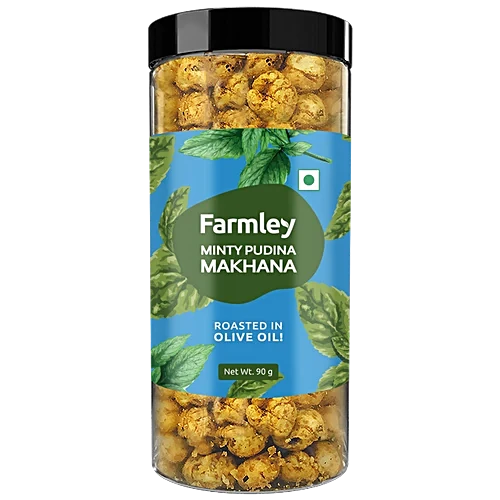 Farmley
MINTY PUDINA
MAKHANA
ROASTED IN
OLIVE OIL!
Net Wt. 90 g